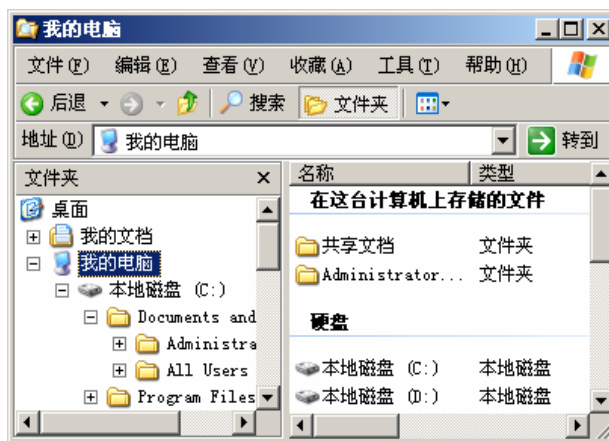 我的电脑
文件(F) 编辑(E) 查看(V) 收藏(A) 工具(T) 帮助(H)
后退 搜索 文件夹
地址(D) 我的电脑 转到
文件夹
桌面
我的文档
我的电脑
本地磁盘 (C:)
Documents and
Administra
All Users
Program Files
名称 类型
在这台计算机上存储的文件
共享文档 文件夹
Administrator... 文件夹
硬盘
本地磁盘 (C:) 本地磁盘
本地磁盘 (D:) 本地磁盘